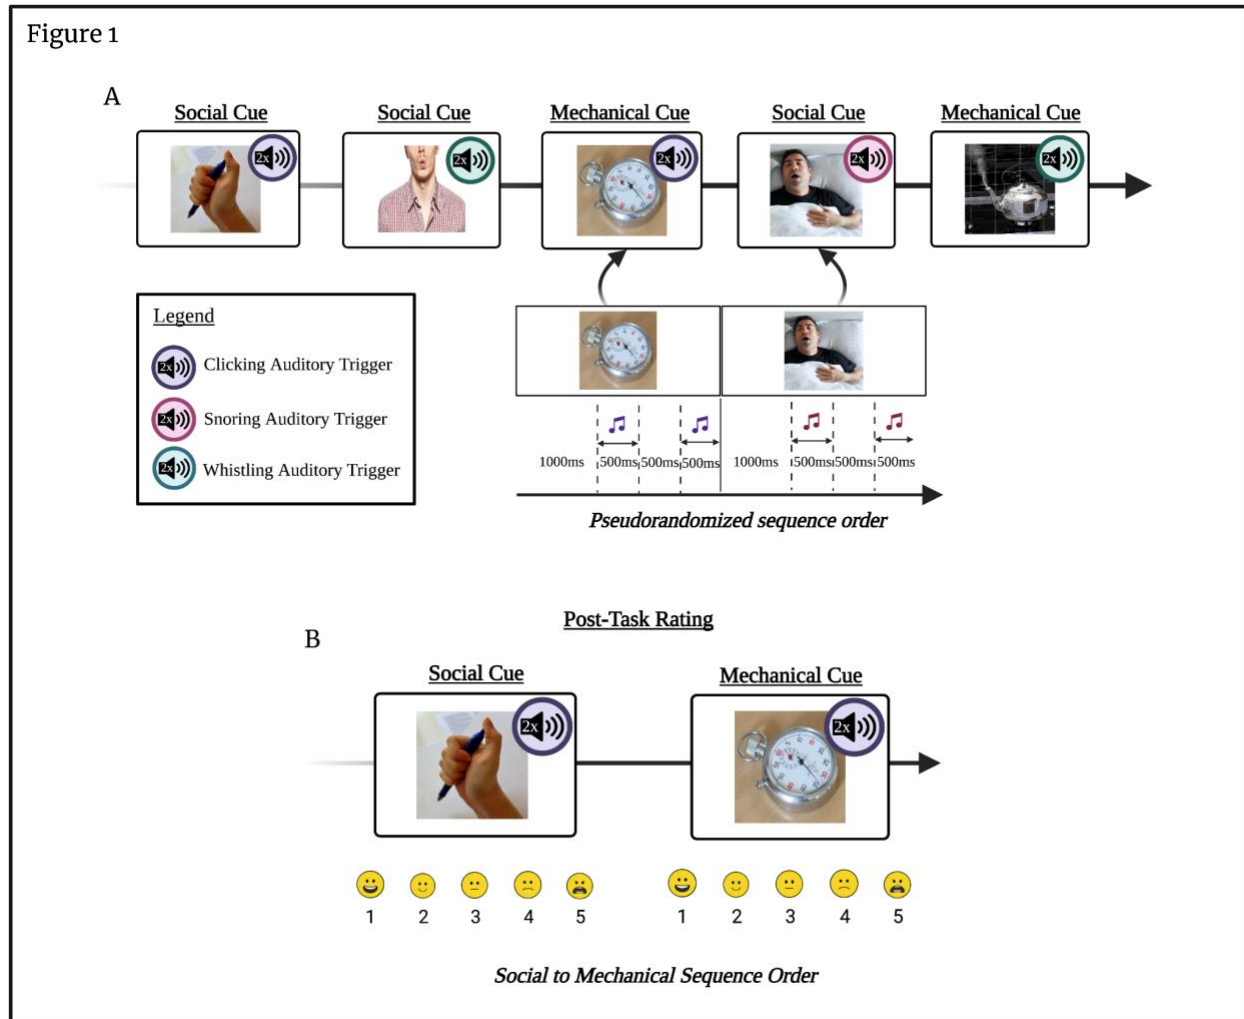 Figure 1
A
Social Cue
Social Cue
Mechanical Cue
Social Cue
Mechanical Cue
2x
2x
2x
2x
2x
Legend
2x
Clicking Auditory Trigger
2x
Snoring Auditory Trigger
2x
Whistling Auditory Trigger
1000ms 500ms 500ms 500ms 1000ms 500ms 500ms 500ms
Pseudorandomized sequence order
Post-Task Rating
B
Social Cue
Mechanical Cue
2x
2x
1 2 3 4 5 1 2 3 4 5
Social to Mechanical Sequence Order